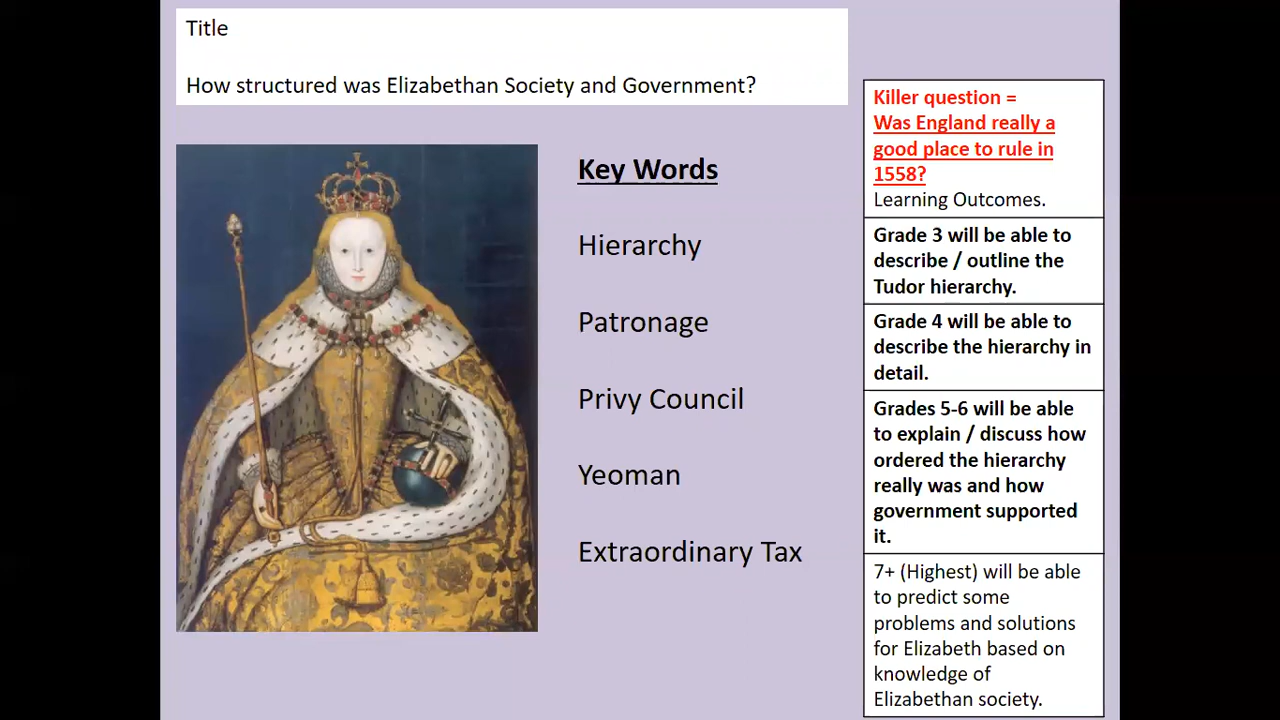 Title
How structured was Elizabethan Society and Government?
Key Words
Hierarchy
Patronage
Privy Council
Yeoman
Extraordinary Tax
Killer question =
Was England really a
good place to rule in
1558?
Learning Outcomes.
Grade 3 will be able to
describe / outline the
Tudor hierarchy.
Grade 4 will be able to
describe the hierarchy in
detail.
Grades 5-6 will be able
to explain / discuss how
ordered the hierarchy
really was and how
government supported
it.
7+ (Highest) will be able
to predict some
problems and solutions
for Elizabeth based on
knowledge of
Elizabethan society.